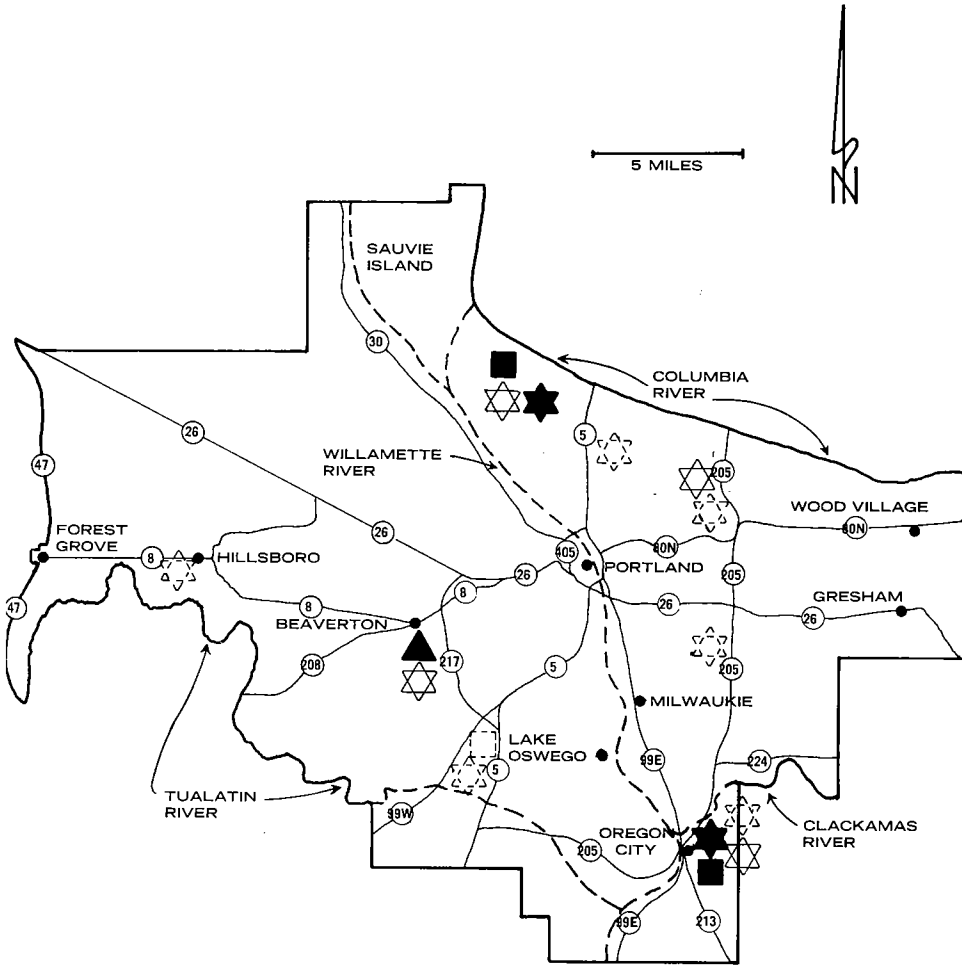 5 MILES
N
SAUVIE
ISLAND
30
COLUMBIA
RIVER
26
5
47
WILLAMETTE
RIVER
205
WOOD VILLAGE
FOREST
GROVE
8
HILLSBORO
26
405
80N
80N
PORTLAND
26
8
205
GRESHAM
47
8
BEAVERTON
26
26
208
217
5
205
MILWAUKIE
LAKE
OSWEGO
5
99E
224
TUALATIN
RIVER
99W
OREGON
CITY
CLACKAMAS
RIVER
205
99E
213